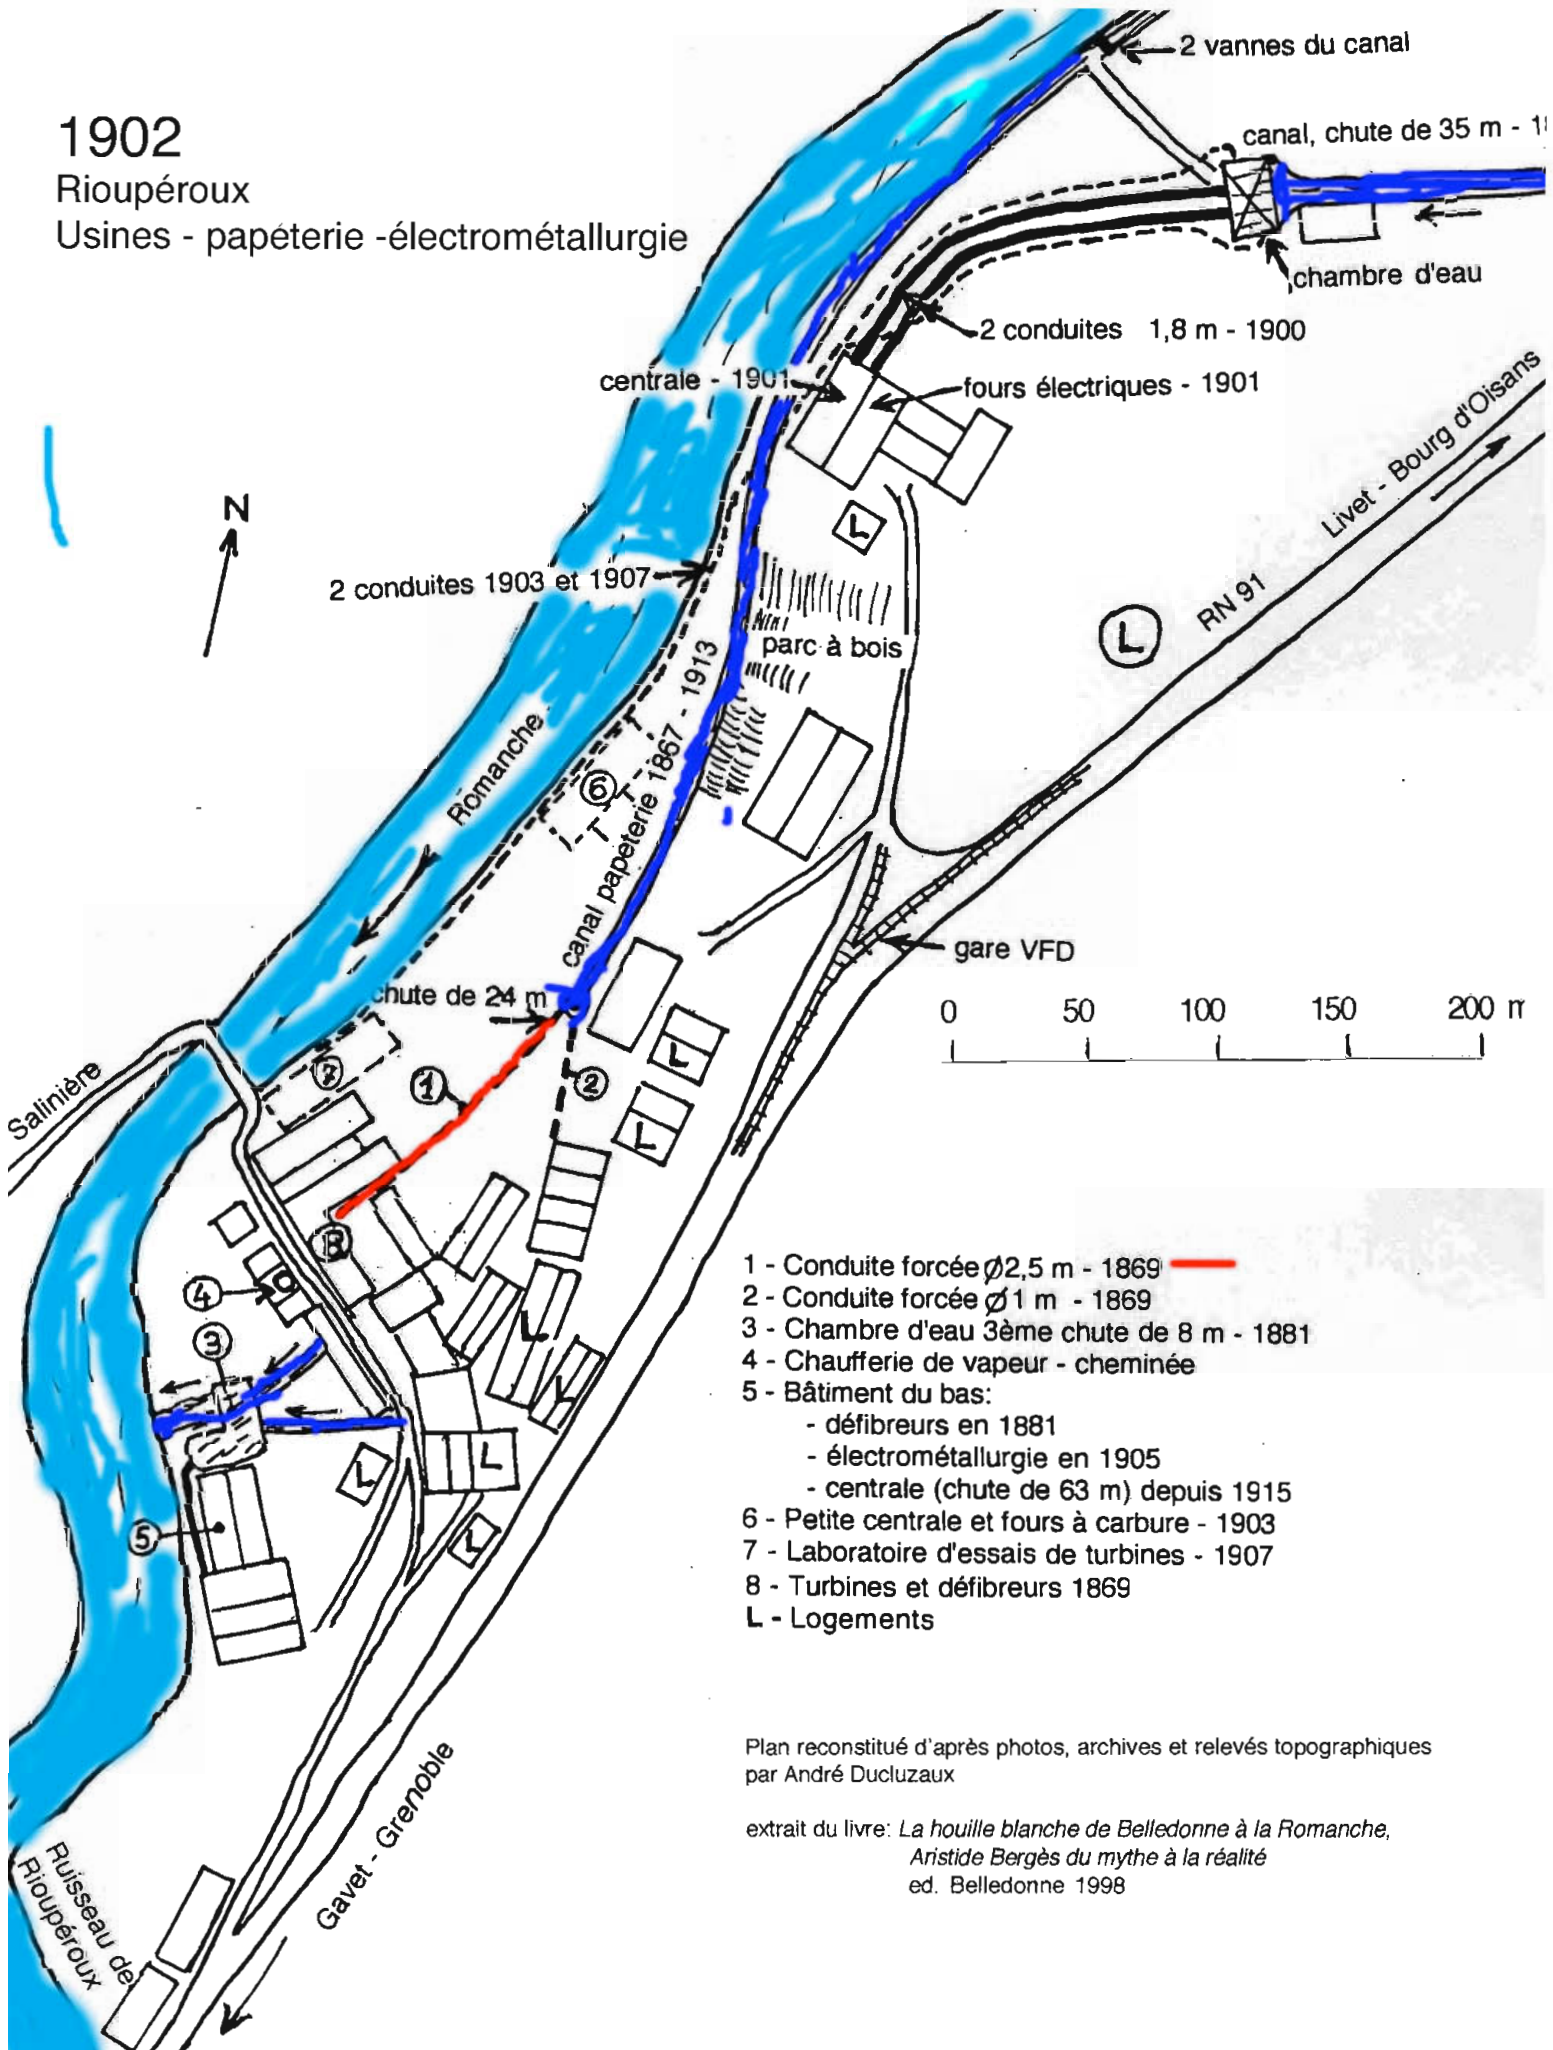 2 vannes du canal
1902
Rioupéroux
Usines - papéterie -électrométallurgie
canal, chute de 35 m - 1
chambre d'eau
2 conduites 1,8 m - 1900
centrale - 1901
fours électriques - 1901
Livet - Bourg d'Oisans
RN 91
N
L
2 conduites 1903 et 1907
L
parc à bois
Romanche
6
canal papeterie 1867 - 1913
gare VFD
chute de 24 m
0 50 100 150 200 m
Salinière
7
1
2
L
L
8
4
3
L
L
L
L
L
5
1 - Conduite forcée Ø2,5 m - 1869
2 - Conduite forcée Ø1 m - 1869
3 - Chambre d'eau 3ème chute de 8 m - 1881
4 - Chaufferie de vapeur - cheminée
5 - Bâtiment du bas:
- défibreurs en 1881
- électrométallurgie en 1905
- centrale (chute de 63 m) depuis 1915
6 - Petite centrale et fours à carbure - 1903
7 - Laboratoire d'essais de turbines - 1907
8 - Turbines et défibreurs 1869
L - Logements
Gavet - Grenoble
Ruisseau de
Rioupéroux
Plan reconstitué d'après photos, archives et relevés topographiques
par André Ducluzaux
extrait du livre: La houille blanche de Belledonne à la Romanche,
Aristide Bergès du mythe à la réalité
ed. Belledonne 1998